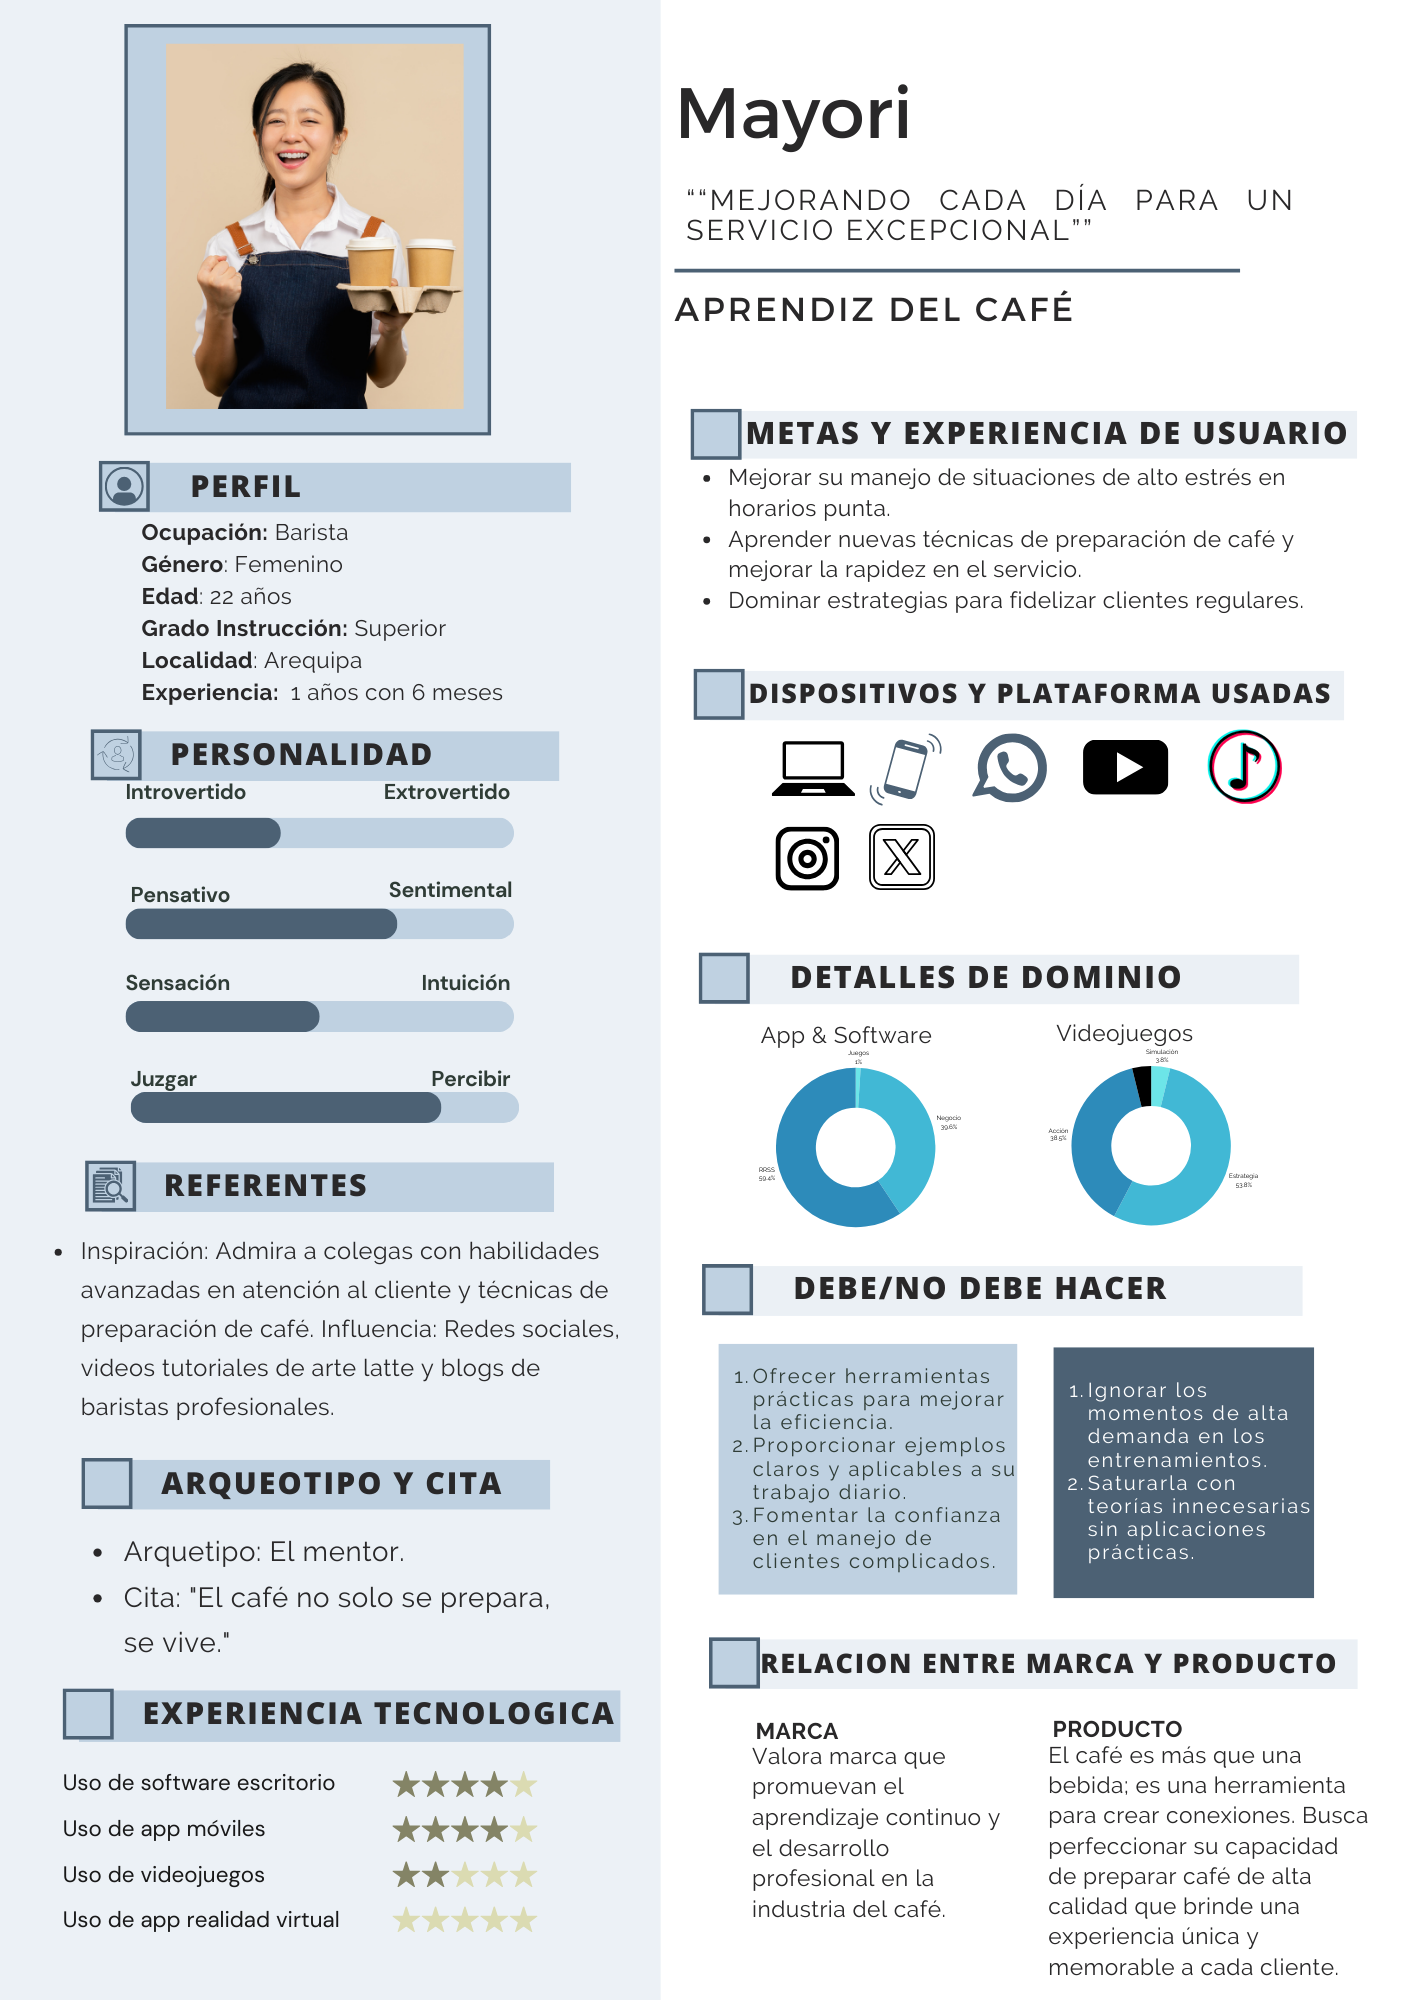 Mayori
““MEJORANDO CADA DÍA PARA UN
SERVICIO EXCEPCIONAL””
APRENDIZ DEL CAFÉ
PERFIL
Ocupación: Barista
Género: Femenino
Edad: 22 años
Grado Instrucción: Superior
Localidad: Arequipa
Experiencia: 1 años con 6 meses
PERSONALIDAD
Introvertido Extrovertido
Pensativo Sentimental
Sensación Intuición
Juzgar Percibir
REFERENTES
Inspiración: Admira a colegas con habilidades
avanzadas en atención al cliente y técnicas de
preparación de café. Influencia: Redes sociales,
videos tutoriales de arte latte y blogs de
baristas profesionales.
ARQUEOTIPO Y CITA
Arquetipo: El mentor.
Cita: "El café no solo se prepara,
se vive."
EXPERIENCIA TECNOLOGICA
Uso de software escritorio
Uso de app móviles
Uso de videojuegos
Uso de app realidad virtual
METAS Y EXPERIENCIA DE USUARIO
Mejorar su manejo de situaciones de alto estrés en
horarios punta.
Aprender nuevas técnicas de preparación de café y
mejorar la rapidez en el servicio.
Dominar estrategias para fidelizar clientes regulares.
DISPOSITIVOS Y PLATAFORMA USADAS
DETALLES DE DOMINIO
App & Software
Juegos
1%
Negocio
39.6%
RRSS
59.4%
Videojuegos
Simulación
3.8%
Acción
38.5%
Estrategia
53.8%
DEBE/NO DEBE HACER
1. Ofrecer herramientas
prácticas para mejorar
la eficiencia.
2. Proporcionar ejemplos
claros y aplicables a su
trabajo diario.
3. Fomentar la confianza
en el manejo de
clientes complicados.
1. Ignorar los
momentos de alta
demanda en los
entrenamientos.
2. Saturarla con
teorías innecesarias
sin aplicaciones
prácticas.
RELACION ENTRE MARCA Y PRODUCTO
MARCA
Valora marca que
promuevan el
aprendizaje continuo y
el desarrollo
profesional en la
industria del café.
PRODUCTO
El café es más que una
bebida; es una herramienta
para crear conexiones. Busca
perfeccionar su capacidad
de preparar café de alta
calidad que brinde una
experiencia única y
memorable a cada cliente.